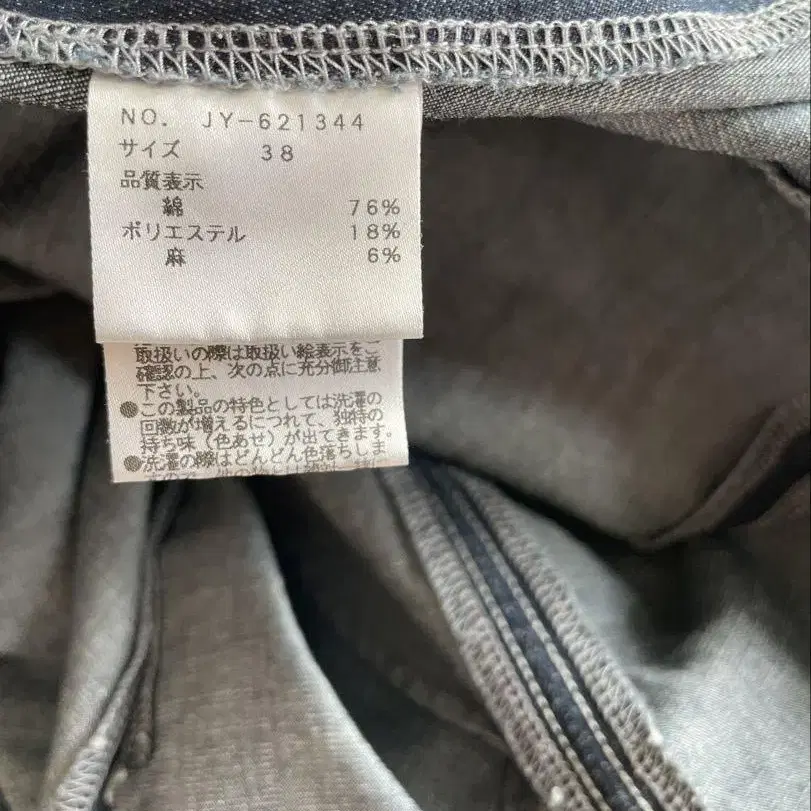 NO. JY-621344
サイズ 38
品質表示
綿 76%
ポリエステル 18%
麻 6%
取扱いの際は取扱い絵表示をご
確認の上、次の点に充分御注意
下さい。
●この製品の特色としては洗濯の
回数が増えるにつれて、独特の
持ち味（色あせ）が出てきます。
●洗濯の際はどんどん色落ちしま